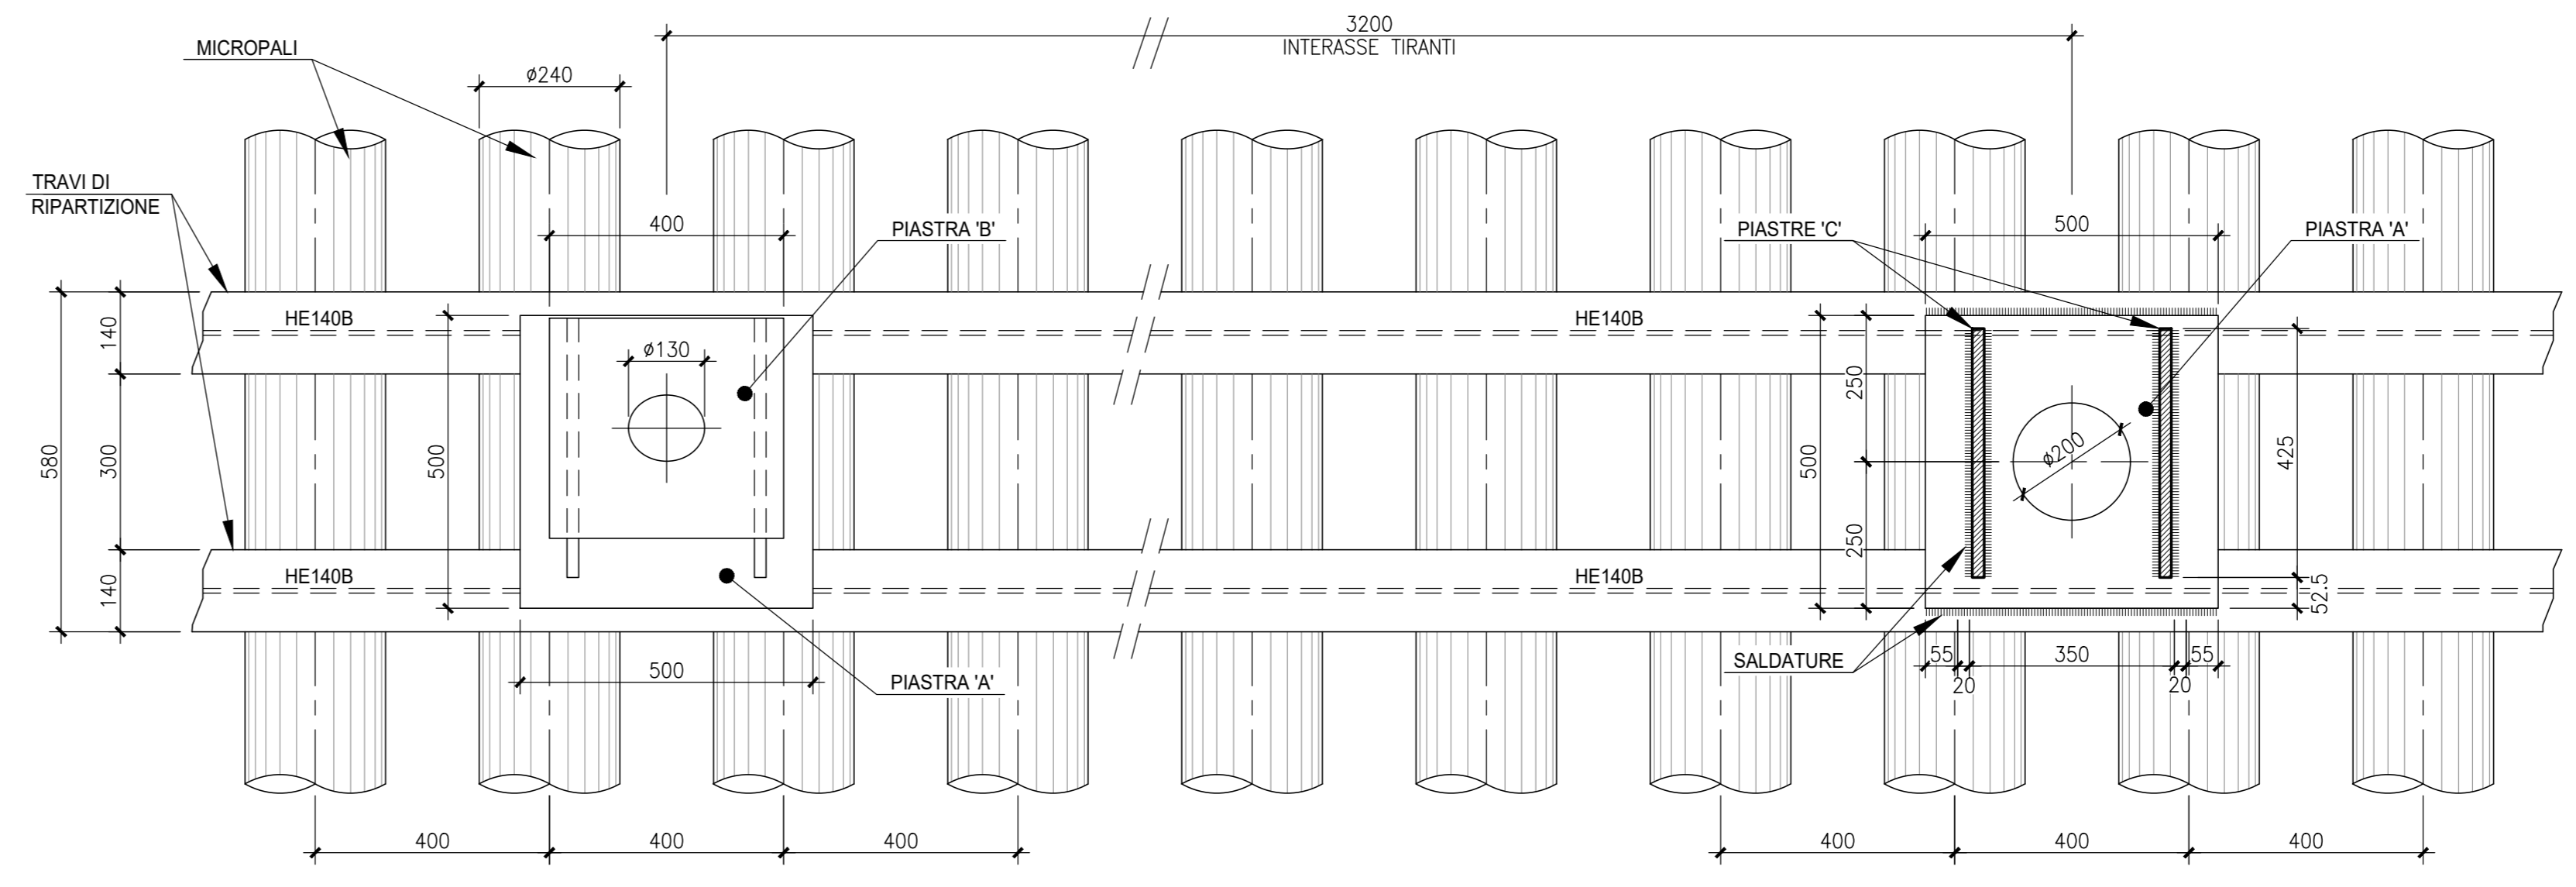 3200
INTERASSE TIRANTI
MICROPALI
ø240
TRAVI DI
RIPARTIZIONE
400
PIASTRA 'B'
PIASTRE 'C'
500
PIASTRA 'A'
HE140B
HE140B
ø130
140
300
140
580
500
250
250
500
ø200
425
52.5
HE140B
HE140B
500
PIASTRA 'A'
SALDATURE
55
20
350
20
55
400
400
400
400
400
400